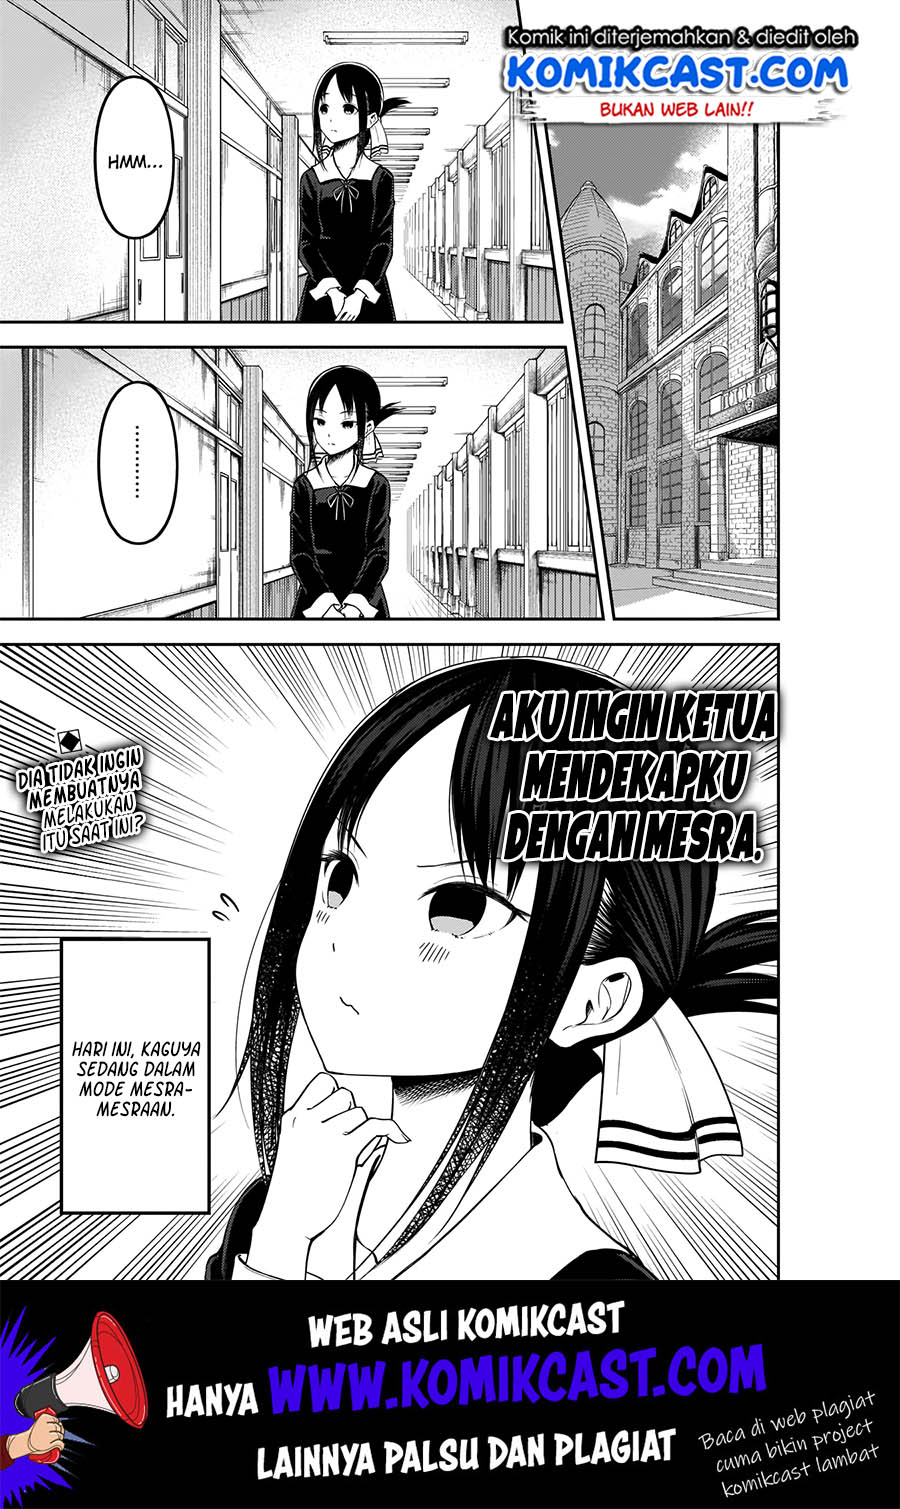 Komik ini diterjemahkan & diedit oleh
KOMIKCAST.COM
BUKAN WEB LAIN!!
HMM...
...........
AKU INGIN KETUA
MENDEKAPKU
DENGAN MESRA.
DIA TIDAK INGIN
MEMBUATNYA
MELAKUKAN
ITU SAAT INI?
HARI INI, KAGUYA
SEDANG DALAM
MODE MESRA-
MESRAAN.
WEB ASLI KOMIKCAST
HANYA WWW.KOMIKCAST.COM
LAINNYA PALSU DAN PLAGIAT
Baca di web plagiat
cuma bikin project
komikcast lambat